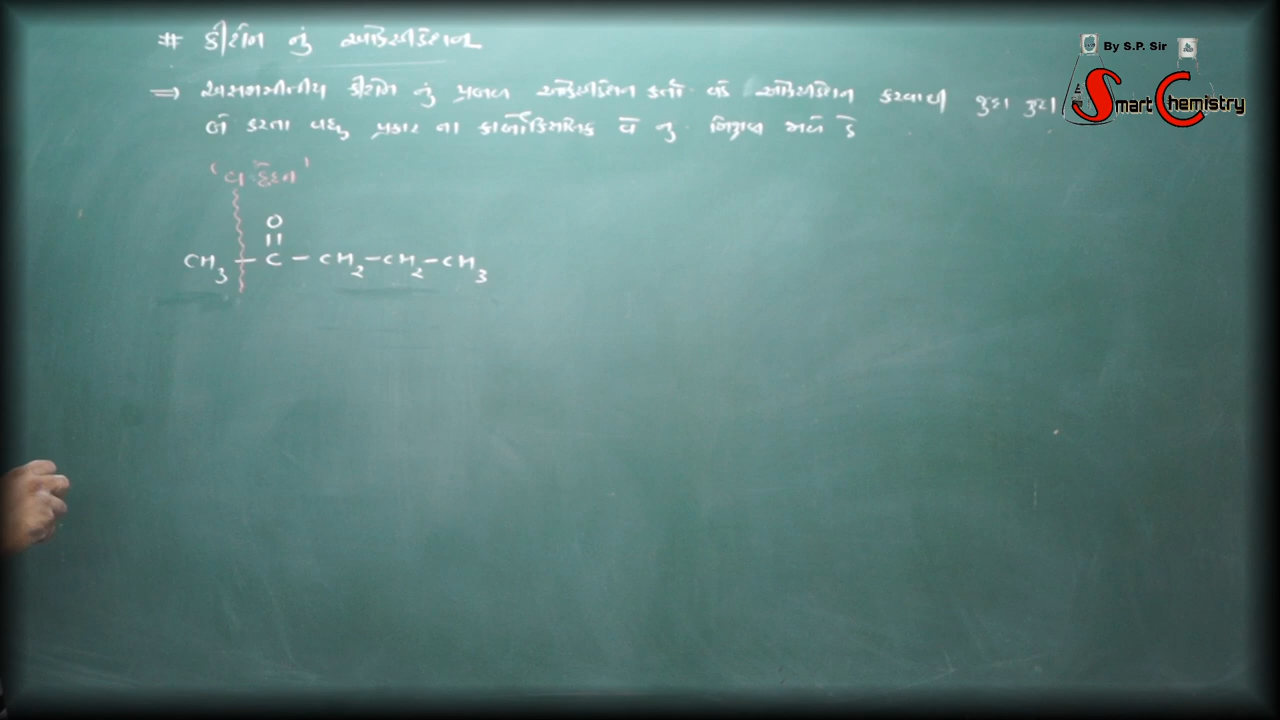 # કીટોન નું ઓક્સિડેશન
By S.P. Sir
Smart Chemistry
⇒ અસમમિતીય કીટોન નું પ્રબળ ઓક્સિડેશન કર્તા વડે ઓક્સિડેશન કરવાથી જુદા જુદા
બે કરતા વધુ પ્રકાર ના કાર્બોક્સિલિક એ નુ મિશ્રણ મળે છે
'a' છેદન
O
||
CH3 – C – CH2 – CH2 – CH3